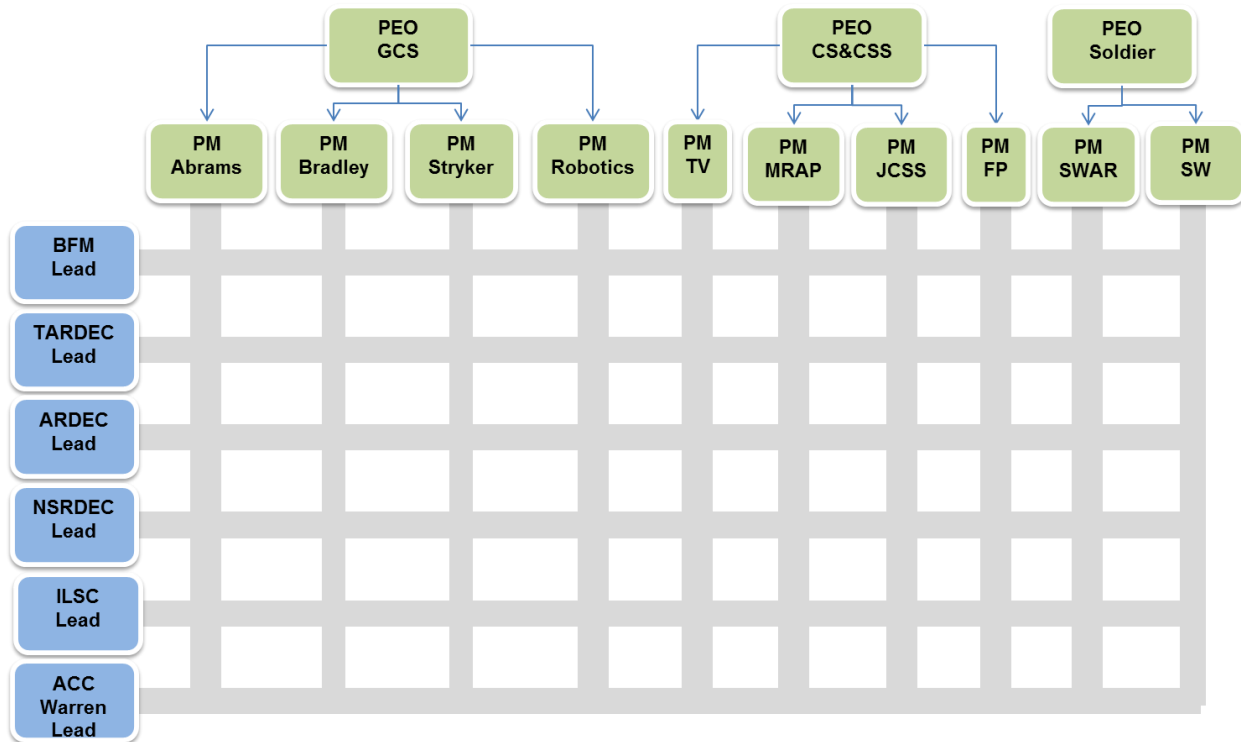 PEO
GCS
PEO
CS&CSS
PEO
Soldier
PM
Abrams
PM
Bradley
PM
Stryker
PM
Robotics
PM
TV
PM
MRAP
PM
JCSS
PM
FP
PM
SWAR
PM
SW
BFM
Lead
TARDEC
Lead
ARDEC
Lead
NSRDEC
Lead
ILSC
Lead
ACC
Warren
Lead